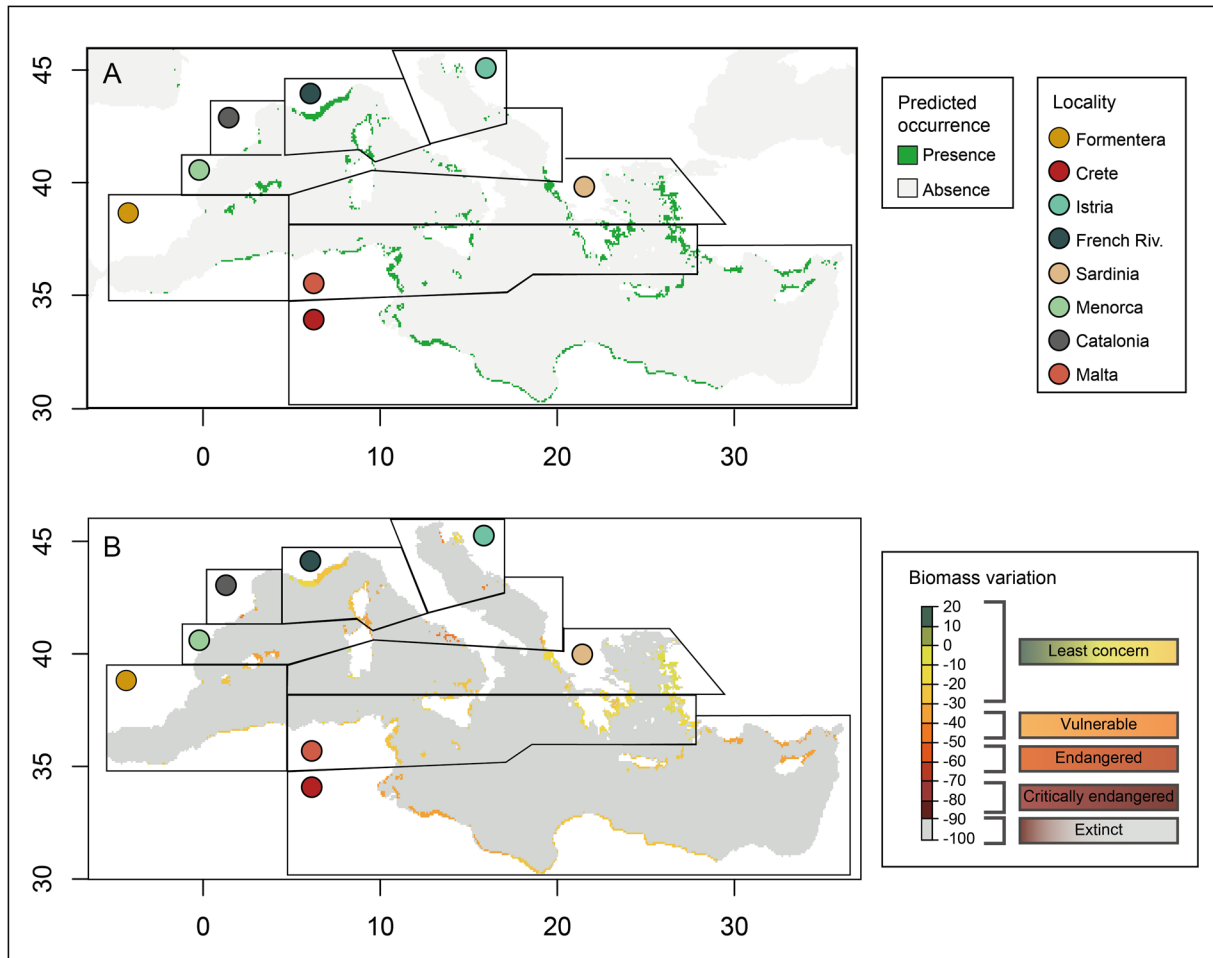 A
45
40
35
30
0
10
20
30
Predicted
occurrence
Presence
Absence
Locality
Formentera
Crete
Istria
French Riv.
Sardinia
Menorca
Catalonia
Malta
B
45
40
35
30
0
10
20
30
Biomass variation
20
10
0
-10
-20
-30
-40
-50
-60
-70
-80
-90
-100
Least concern
Vulnerable
Endangered
Critically endangered
Extinct